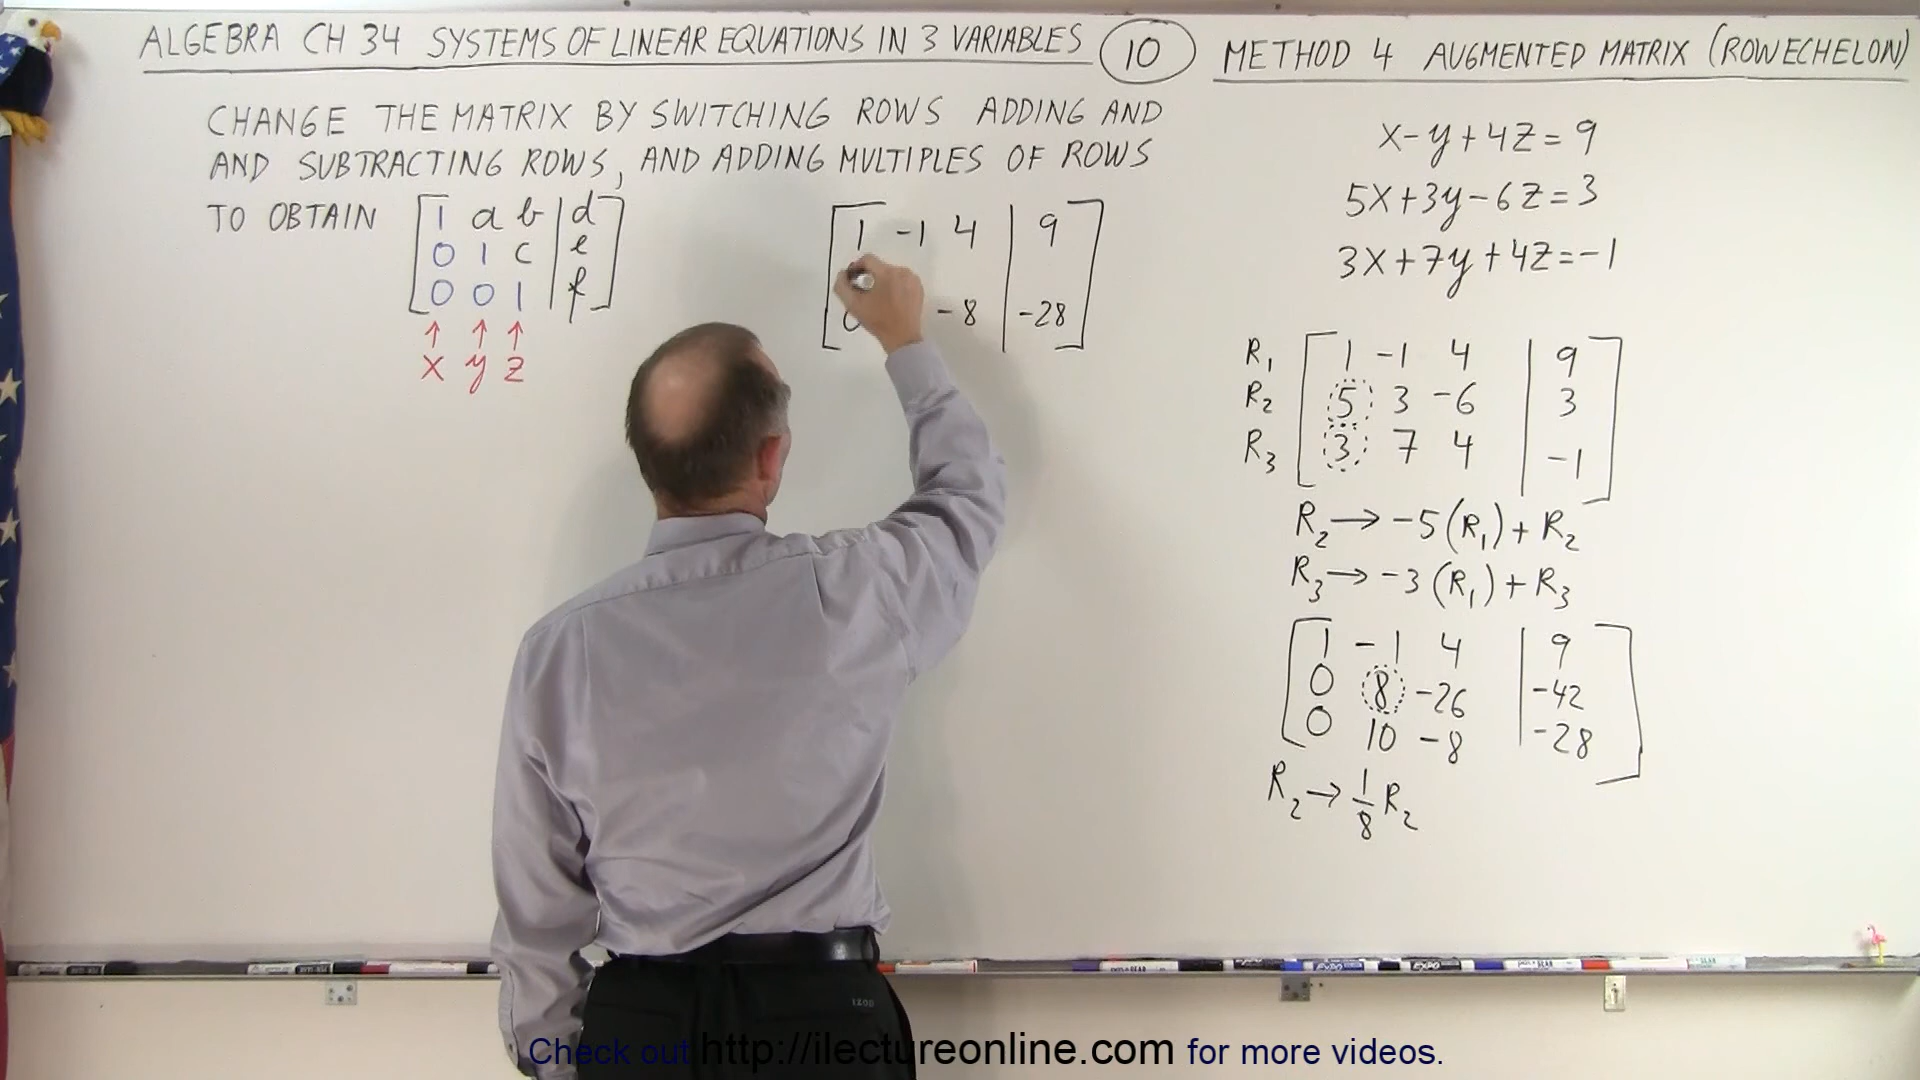 ALGEBRA CH 34 SYSTEMS OF LINEAR EQUATIONS IN 3 VARIABLES 10 METHOD 4 AUGMENTED MATRIX (ROW ECHELON)
CHANGE THE MATRIX BY SWITCHING ROWS ADDING AND
AND SUBTRACTING ROWS, AND ADDING MULTIPLES OF ROWS
TO OBTAIN [1 a b | d]
[0 1 c | e]
[0 0 1 | f]
↑ ↑ ↑
x y z
[1 -1 4 | 9]
[0 -8 | -28]
x-y+4z=9
5x+3y-6z=3
3x+7y+4z=-1
R₁ [1 -1 4 | 9]
R₂ [5 3 -6 | 3]
R₃ [3 7 4 | -1]
R₂→-5(R₁)+R₂
R₃→-3(R₁)+R₃
[1 -1 4 | 9]
[0 8 -26 | -42]
[0 10 -8 | -28]
R₂→1/8 R₂
EXPO
IZOD
Check out http://ilectureonline.com for more videos.